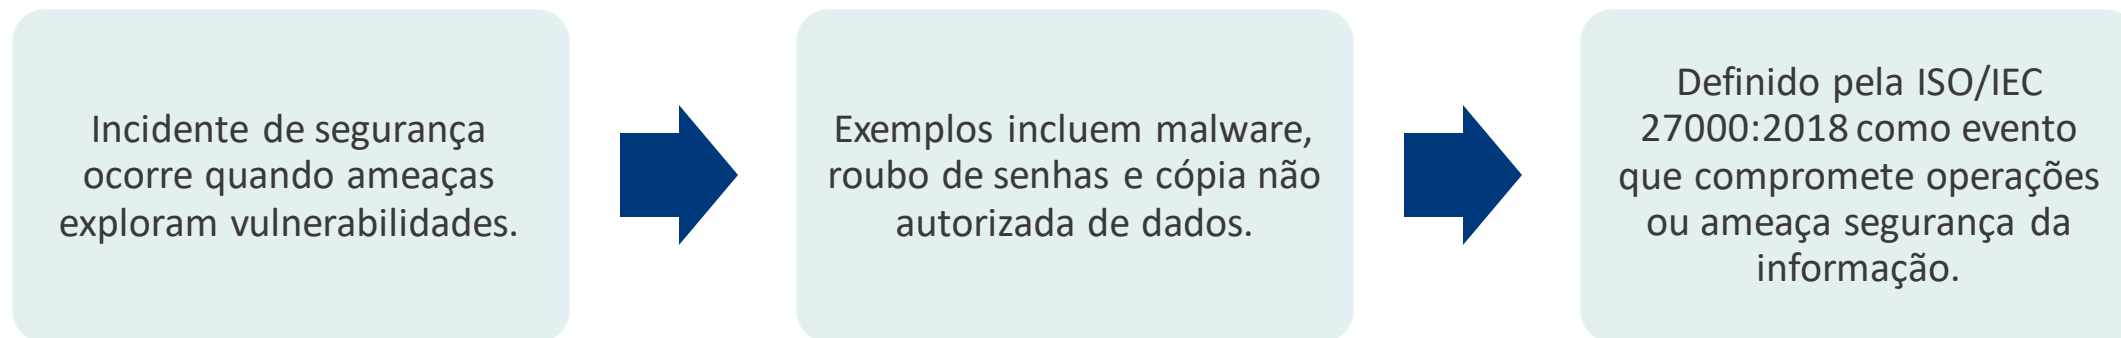 Incidente de segurança
ocorre quando ameaças
exploram vulnerabilidades.
Exemplos incluem malware,
roubo de senhas e cópia não
autorizada de dados.
Definido pela ISO/IEC
27000:2018 como evento
que compromete operações
ou ameaça segurança da
informação.